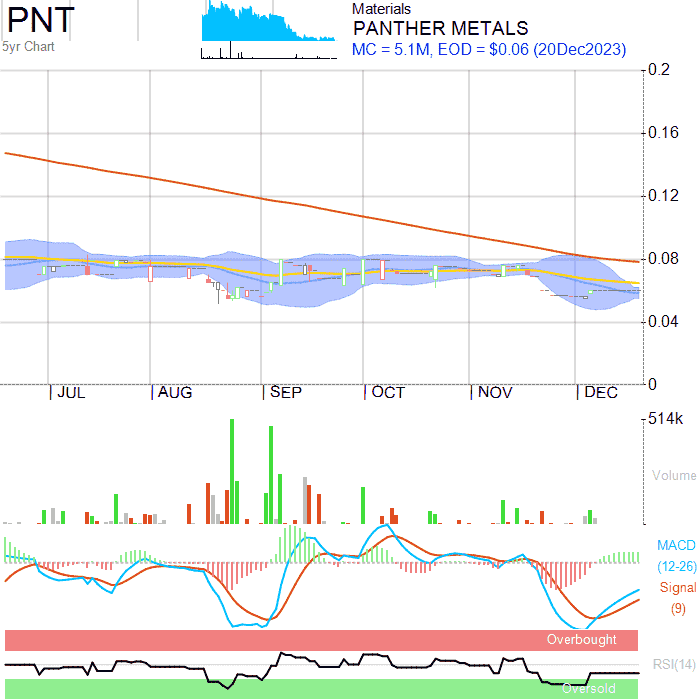 PNT
5yr Chart
Materials
PANTHER METALS
MC = 5.1M, EOD = $0.06 (20Dec2023)
0.2
0.16
0.12
0.08
0.04
0
JUL AUG SEP OCT NOV DEC
514k
Volume
MACD
(12-26)
Signal
(9)
Overbought
RSI(14)
Oversold